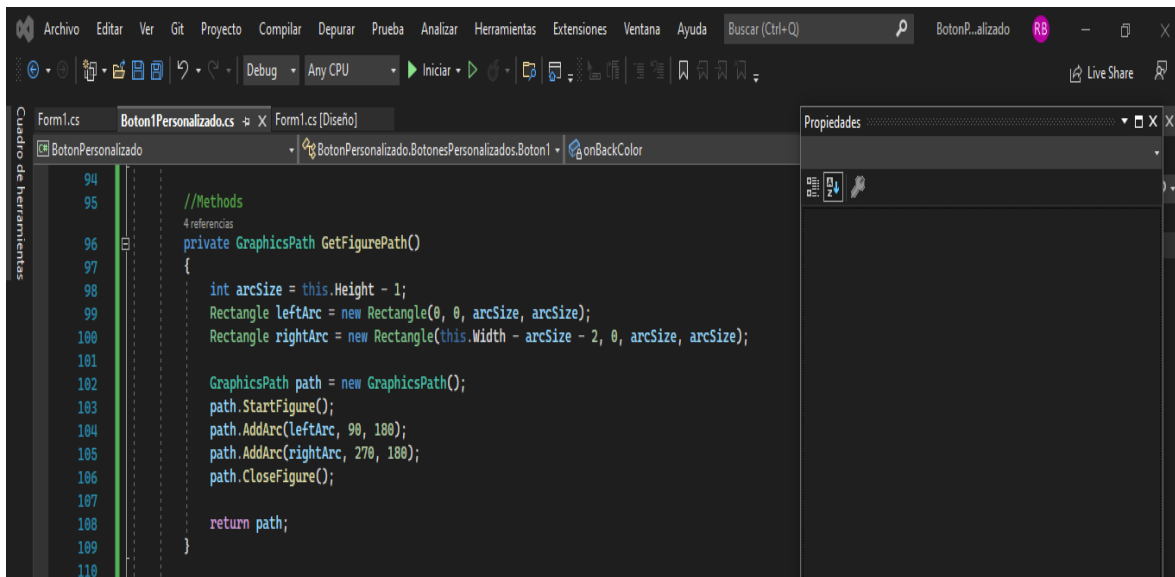 Archivo Editar Ver Git Proyecto Compilar Depurar Prueba Analizar Herramientas Extensiones Ventana Ayuda Buscar (Ctrl+Q) BotonP...alizado RB
Debug Any CPU Iniciar Live Share
Cuadro de herramientas
Form1.cs Boton1Personalizado.cs Form1.cs [Diseño]
BotonPersonalizado BotonPersonalizado.BotonesPersonalizados.Boton1 onBackColor
Propiedades
94
95 //Methods
4 referencias
96 private GraphicsPath GetFigurePath()
97 {
98 int arcSize = this.Height - 1;
99 Rectangle leftArc = new Rectangle(0, 0, arcSize, arcSize);
100 Rectangle rightArc = new Rectangle(this.Width - arcSize - 2, 0, arcSize, arcSize);
101
102 GraphicsPath path = new GraphicsPath();
103 path.StartFigure();
104 path.AddArc(leftArc, 90, 180);
105 path.AddArc(rightArc, 270, 180);
106 path.CloseFigure();
107
108 return path;
109 }
110